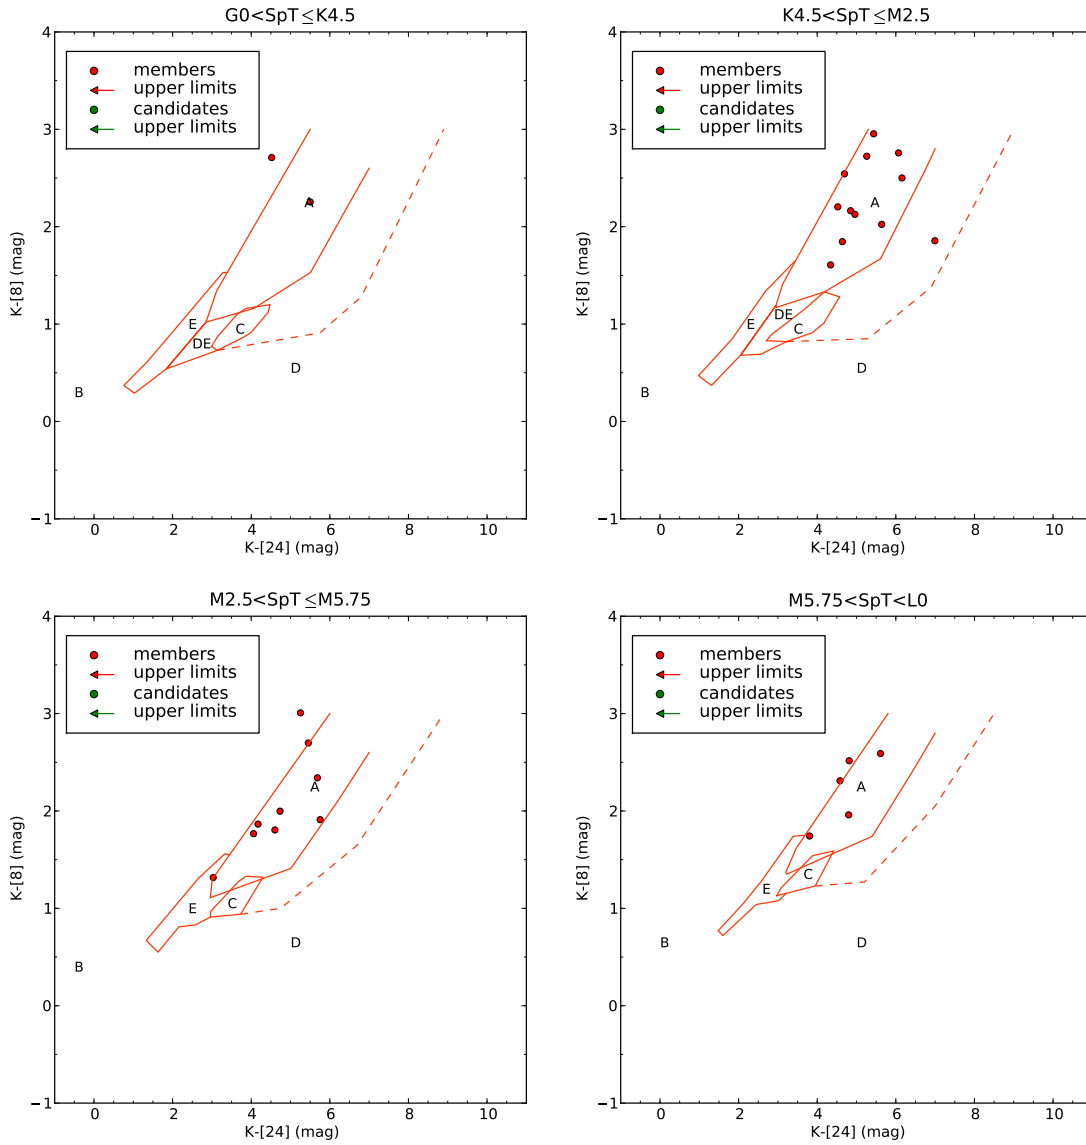 G0<SpT≤K4.5
members
upper limits
candidates
upper limits
A
E
DE
C
D
B
4
3
2
1
0
−1
0
2
4
6
8
10
K-[8] (mag)
K-[24] (mag)
K4.5<SpT≤M2.5
members
upper limits
candidates
upper limits
A
E
DE
C
D
B
4
3
2
1
0
−1
0
2
4
6
8
10
K-[8] (mag)
K-[24] (mag)
M2.5<SpT≤M5.75
members
upper limits
candidates
upper limits
A
E
C
D
B
4
3
2
1
0
−1
0
2
4
6
8
10
K-[8] (mag)
K-[24] (mag)
M5.75<SpT<L0
members
upper limits
candidates
upper limits
A
C
E
B
D
4
3
2
1
0
−1
0
2
4
6
8
10
K-[8] (mag)
K-[24] (mag)